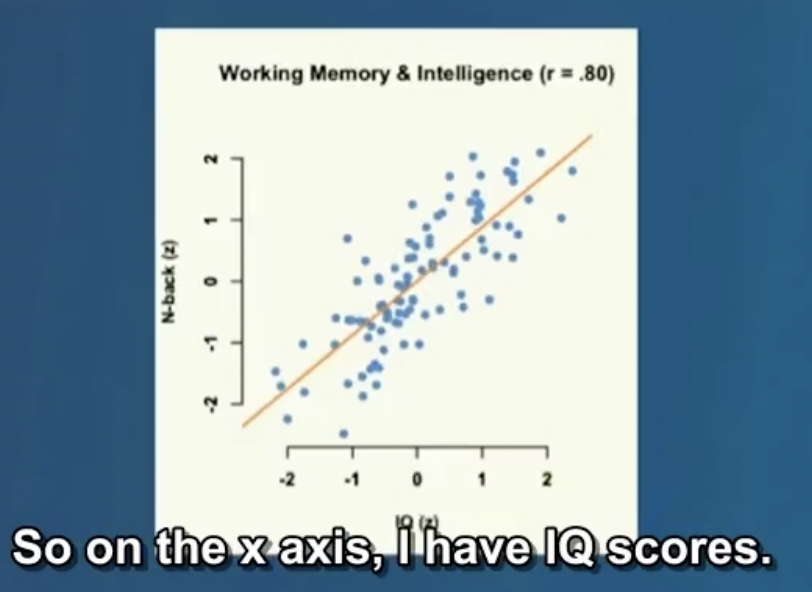 Working Memory & Intelligence (r = .80)
N-back (z)
2
1
0
-1
-2
-2
-1
0
1
2
IQ (z)
So on the x axis, I have IQ scores.